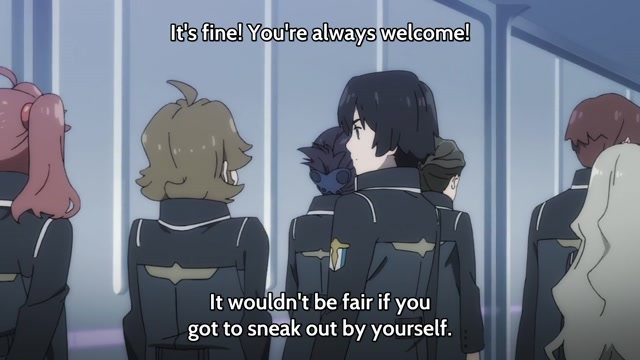 It's fine! You're always welcome!
It wouldn't be fair if you
got to sneak out by yourself.